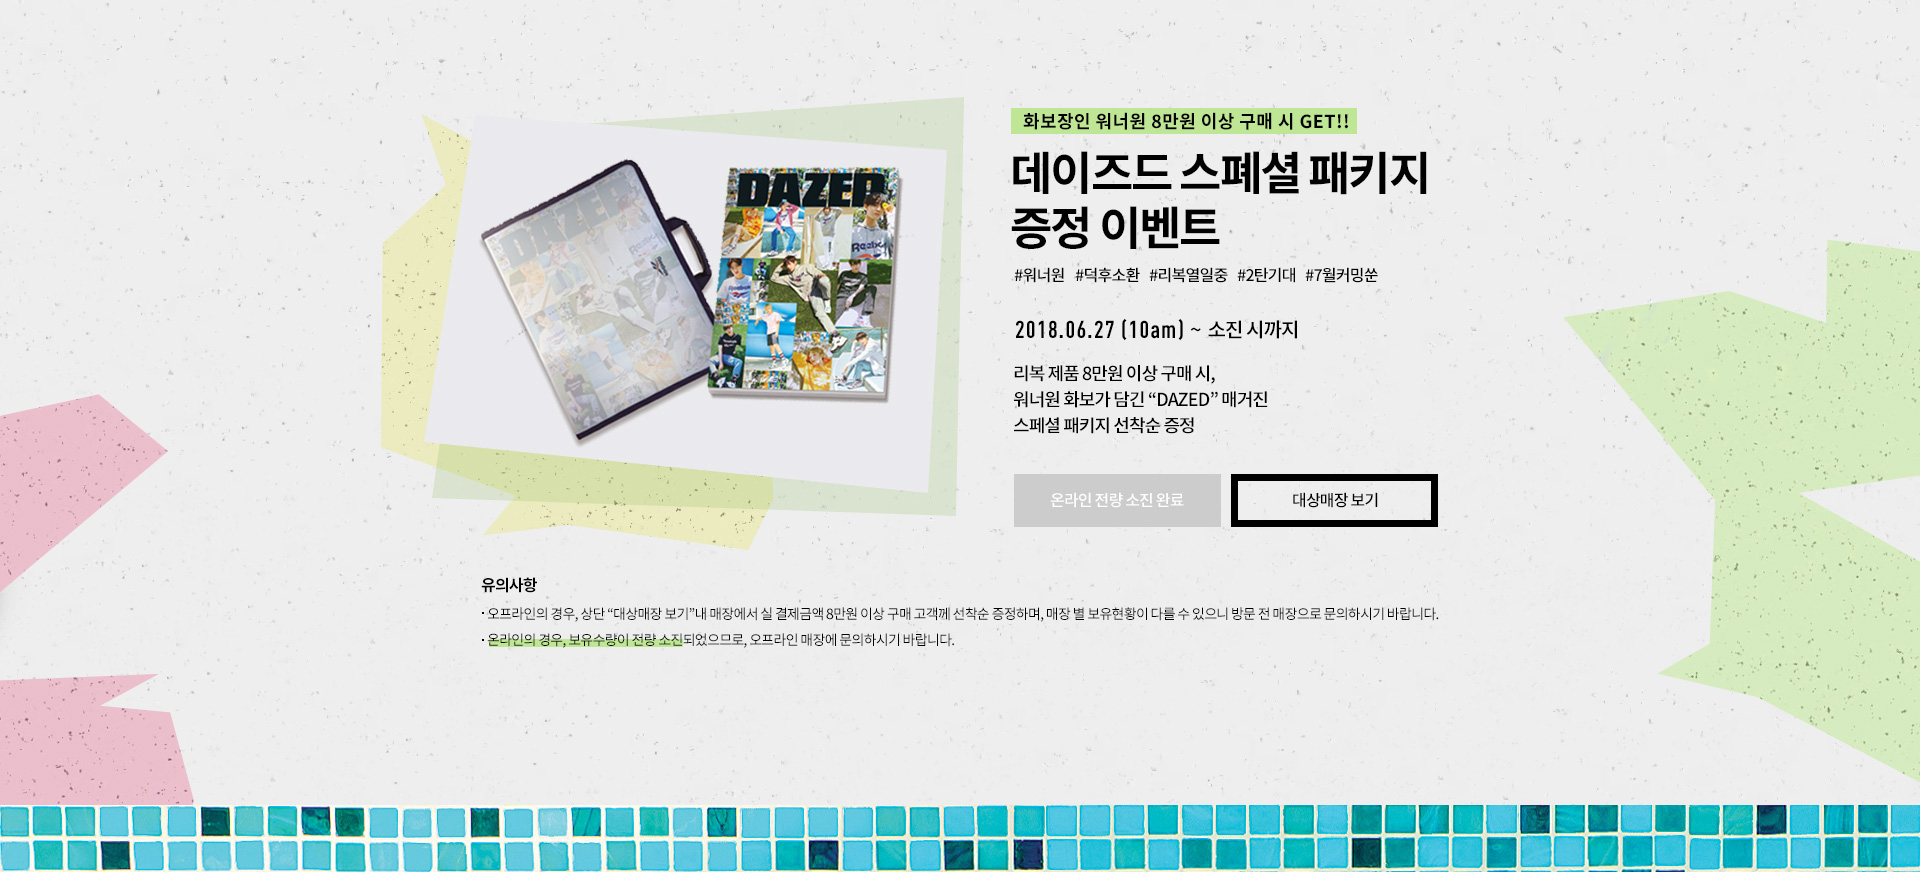 화보장인 워너원 8만원 이상 구매 시 GET!!
데이즈드 스페셜 패키지
증정 이벤트
#워너원 #덕후소환 #리복열일중 #2탄기대 #7월커밍쑨
2018.06.27 (10am) ~ 소진 시까지
리복 제품 8만원 이상 구매 시,
워너원 화보가 담긴 “DAZED” 매거진
스페셜 패키지 선착순 증정
온라인 전량 소진 완료
대상매장 보기
DAZED
DAZED
Reebok
유의사항
· 오프라인의 경우, 상단 “대상매장 보기”내 매장에서 실 결제금액 8만원 이상 구매 고객께 선착순 증정하며, 매장 별 보유현황이 다를 수 있으니 방문 전 매장으로 문의하시기 바랍니다.
· 온라인의 경우, 보유수량이 전량 소진되었으므로, 오프라인 매장에 문의하시기 바랍니다.